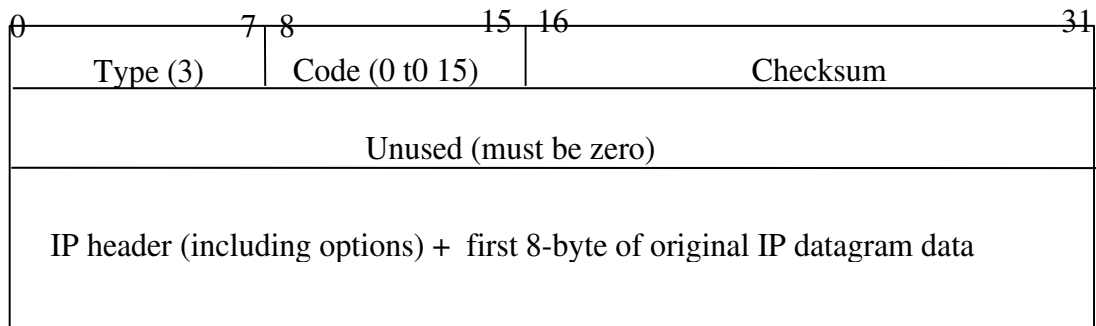 0 7 8 15 16 31
Type (3) Code (0 t0 15) Checksum
Unused (must be zero)
IP header (including options) + first 8-byte of original IP datagram data